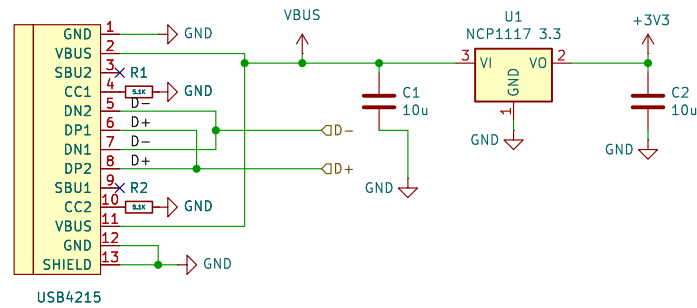 GND 1 GND
VBUS 2
SBU2 3 R1
CC1 4 5.1K GND
DN2 5 D-
DP1 6 D+
DN1 7 D-
DP2 8 D+
SBU1 9 R2
CC2 10 5.1K GND
VBUS 11
GND 12
SHIELD 13 GND
USB4215
VBUS
D-
D+
C1
10u
GND
U1
NCP1117 3.3
3 VI VO 2
GND
1
GND
+3V3
C2
10u
GND